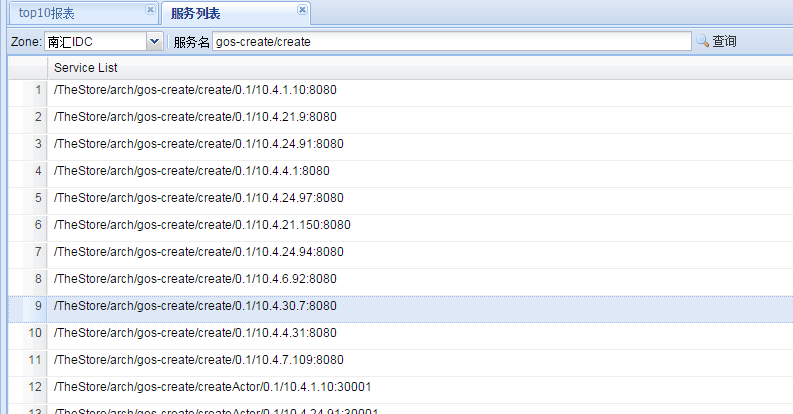 top10报表 服务列表
Zone: 南汇IDC 服务名 gos-create/create 查询
Service List
1 /TheStore/arch/gos-create/create/0.1/10.4.1.10:8080
2 /TheStore/arch/gos-create/create/0.1/10.4.21.9:8080
3 /TheStore/arch/gos-create/create/0.1/10.4.24.91:8080
4 /TheStore/arch/gos-create/create/0.1/10.4.4.1:8080
5 /TheStore/arch/gos-create/create/0.1/10.4.24.97:8080
6 /TheStore/arch/gos-create/create/0.1/10.4.21.150:8080
7 /TheStore/arch/gos-create/create/0.1/10.4.24.94:8080
8 /TheStore/arch/gos-create/create/0.1/10.4.6.92:8080
9 /TheStore/arch/gos-create/create/0.1/10.4.30.7:8080
10 /TheStore/arch/gos-create/create/0.1/10.4.4.31:8080
11 /TheStore/arch/gos-create/create/0.1/10.4.7.109:8080
12 /TheStore/arch/gos-create/createActor/0.1/10.4.1.10:30001
13 /TheStore/arch/gos-create/createActor/0.1/10.4.24.91:30001